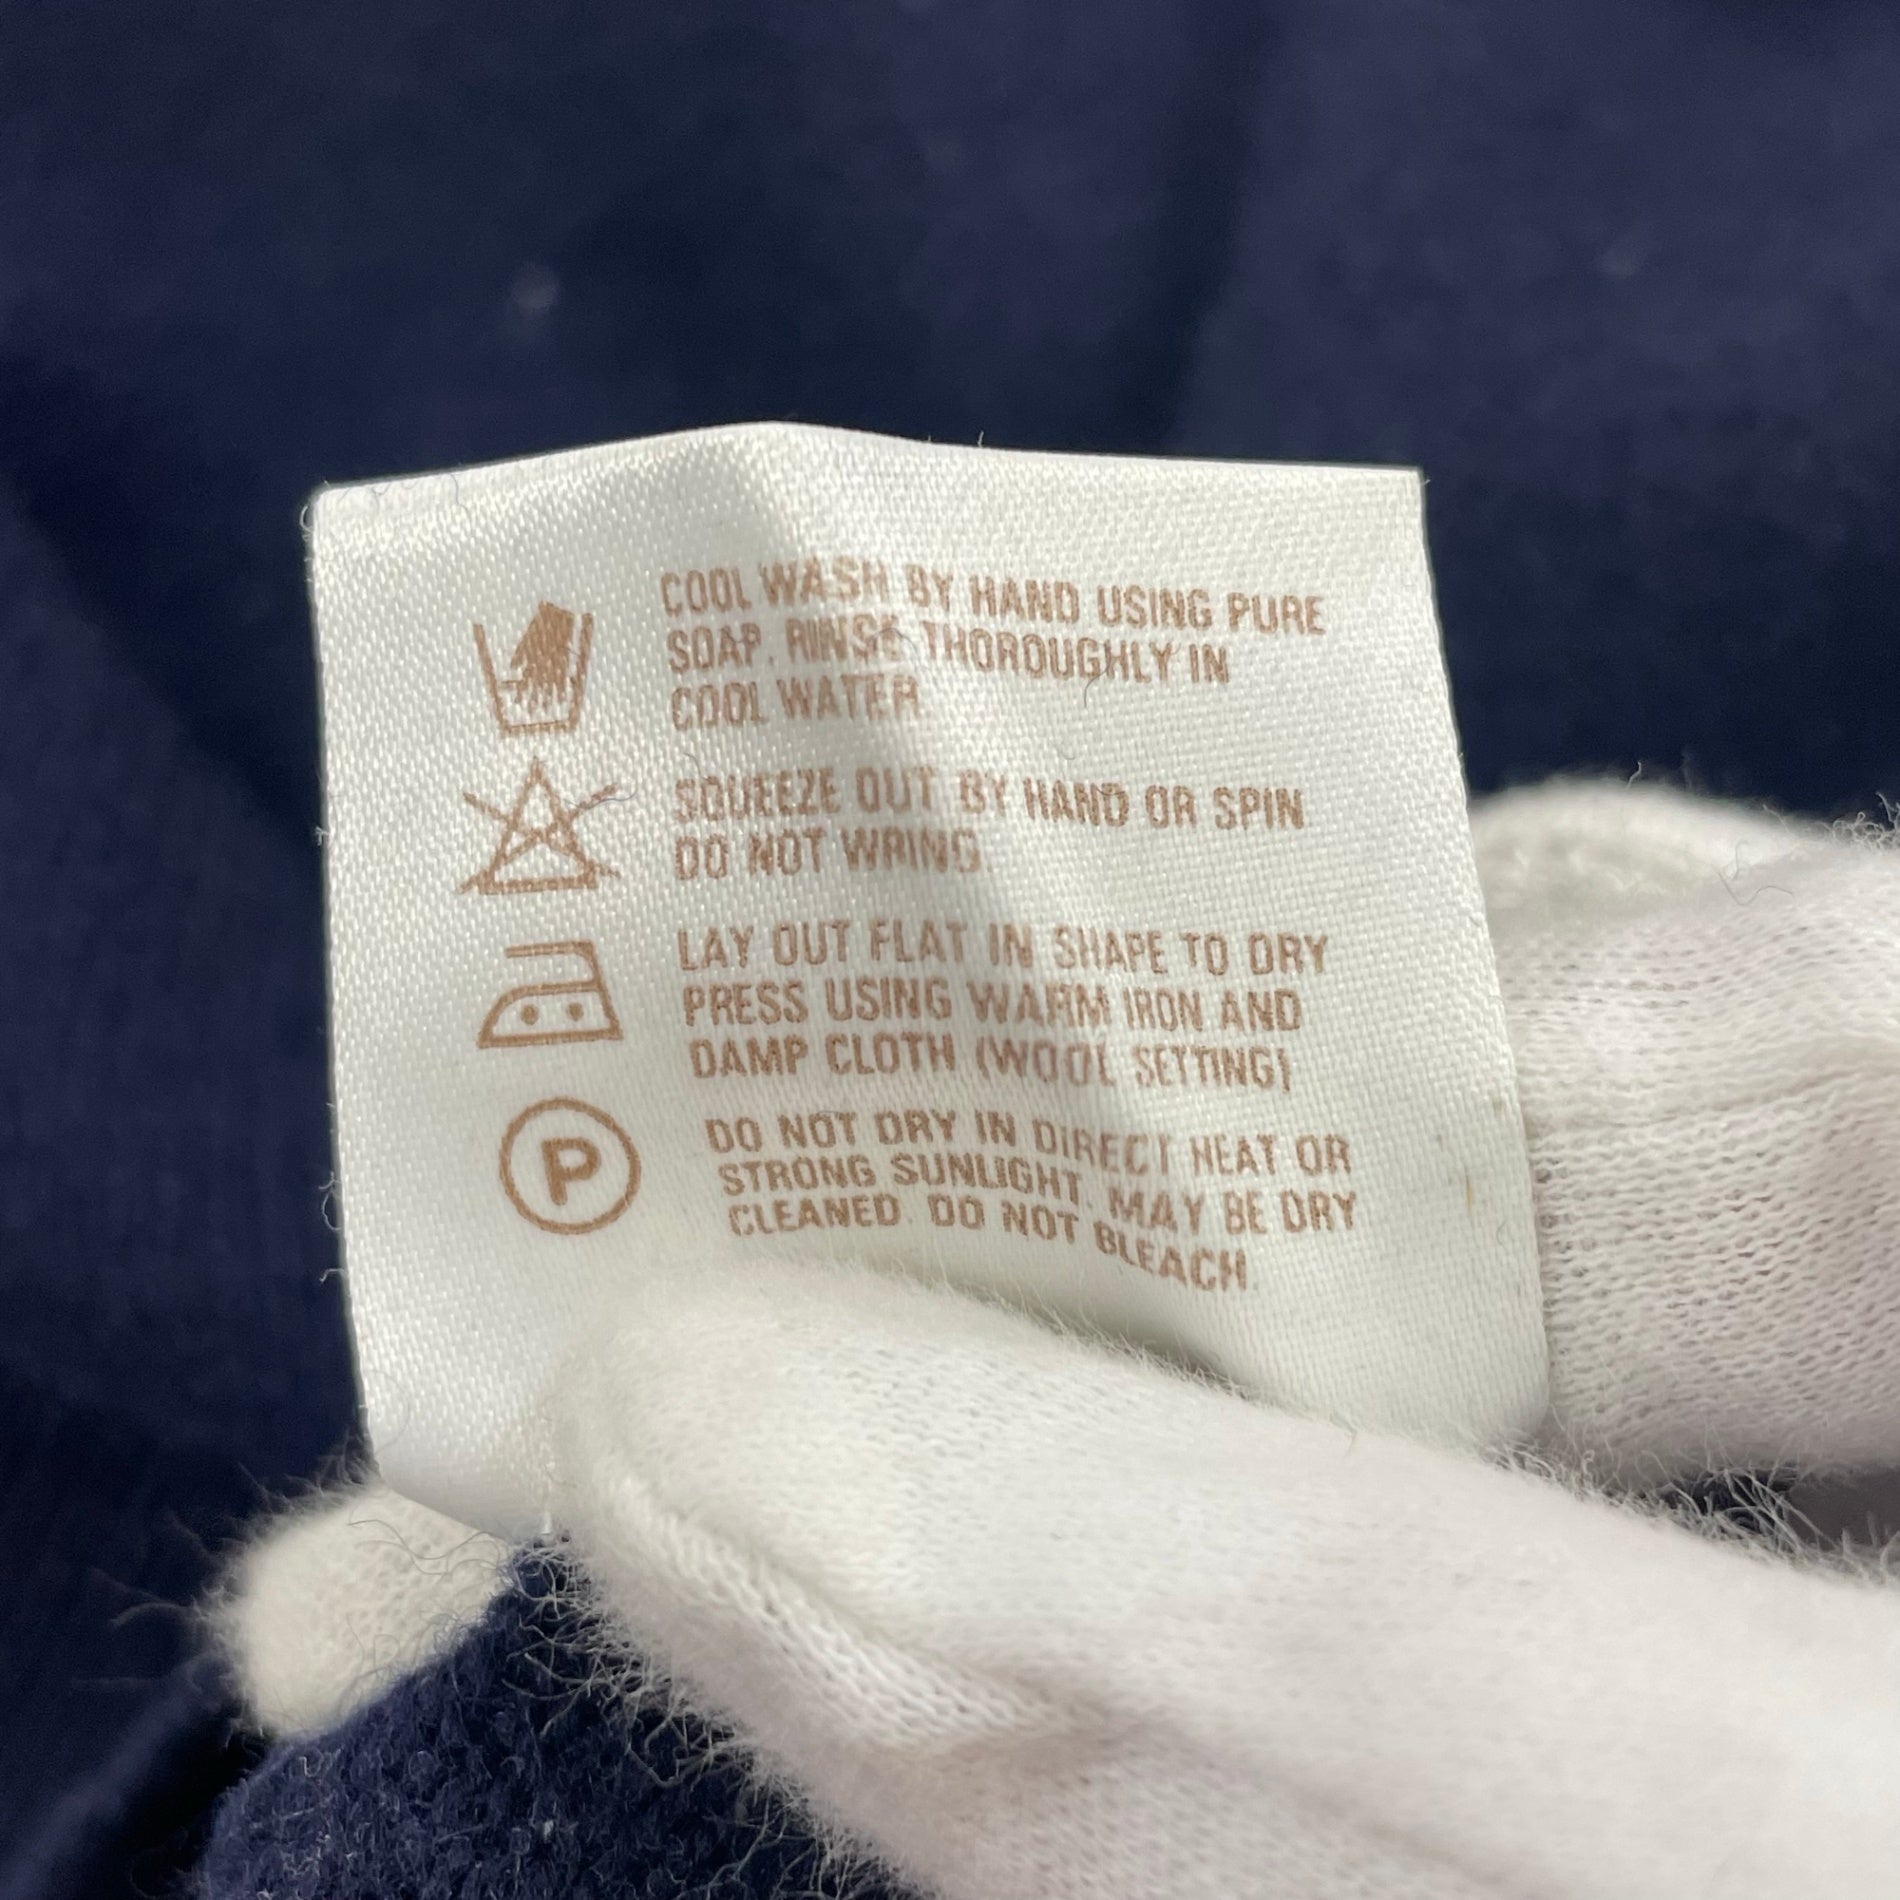 COOL WASH BY HAND USING PURE
SOAP. RINSE THOROUGHLY IN
COOL WATER.
SQUEEZE OUT BY HAND OR SPIN
DO NOT WRING
LAY OUT FLAT IN SHAPE TO DRY
PRESS USING WARM IRON AND
DAMP CLOTH (WOOL SETTING)
P
DO NOT DRY IN DIRECT HEAT OR
STRONG SUNLIGHT. MAY BE DRY
CLEANED. DO NOT BLEACH.